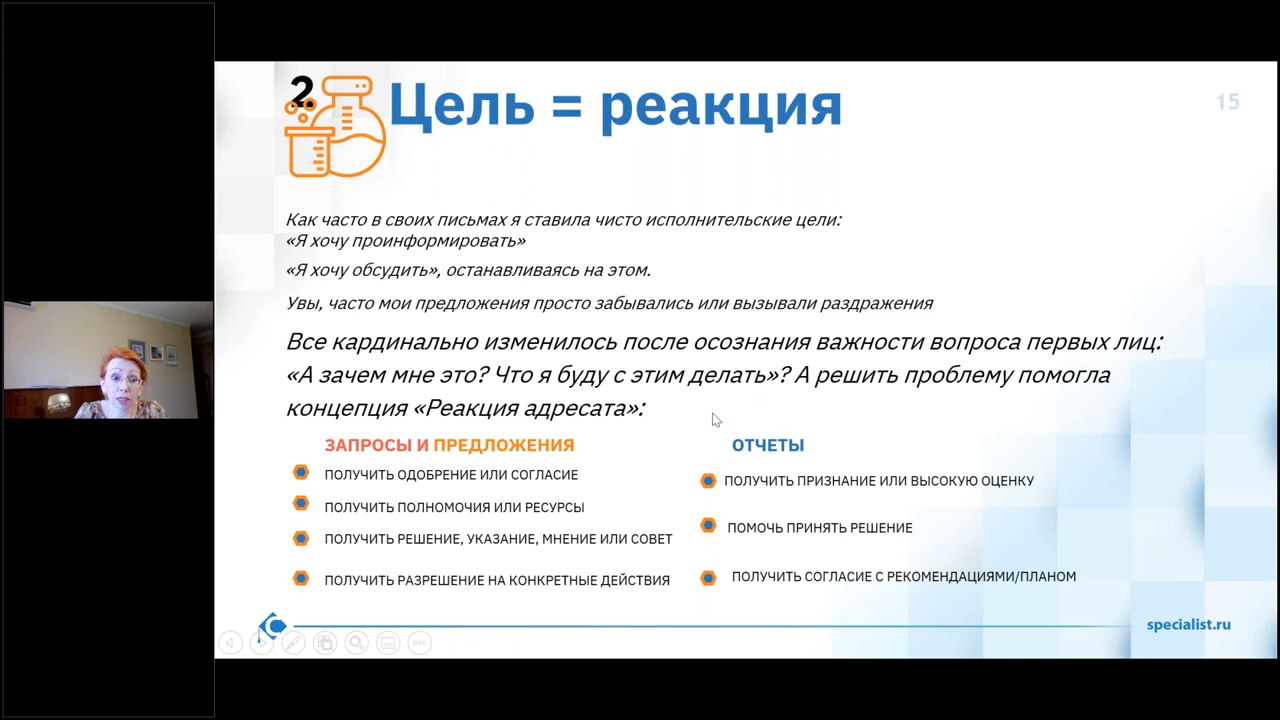 2.
Цель = реакция
15
Как часто в своих письмах я ставила чисто исполнительские цели:
«Я хочу проинформировать»
«Я хочу обсудить», останавливаясь на этом.
Увы, часто мои предложения просто забывались или вызывали раздражения
Все кардинально изменилось после осознания важности вопроса первых лиц:
«А зачем мне это? Что я буду с этим делать»? А решить проблему помогла
концепция «Реакция адресата»:
ЗАПРОСЫ И ПРЕДЛОЖЕНИЯ
ПОЛУЧИТЬ ОДОБРЕНИЕ ИЛИ СОГЛАСИЕ
ПОЛУЧИТЬ ПОЛНОМОЧИЯ ИЛИ РЕСУРСЫ
ПОЛУЧИТЬ РЕШЕНИЕ, УКАЗАНИЕ, МНЕНИЕ ИЛИ СОВЕТ
ПОЛУЧИТЬ РАЗРЕШЕНИЕ НА КОНКРЕТНЫЕ ДЕЙСТВИЯ
ОТЧЕТЫ
ПОЛУЧИТЬ ПРИЗНАНИЕ ИЛИ ВЫСОКУЮ ОЦЕНКУ
ПОМОЧЬ ПРИНЯТЬ РЕШЕНИЕ
ПОЛУЧИТЬ СОГЛАСИЕ С РЕКОМЕНДАЦИЯМИ/ПЛАНОМ
specialist.ru